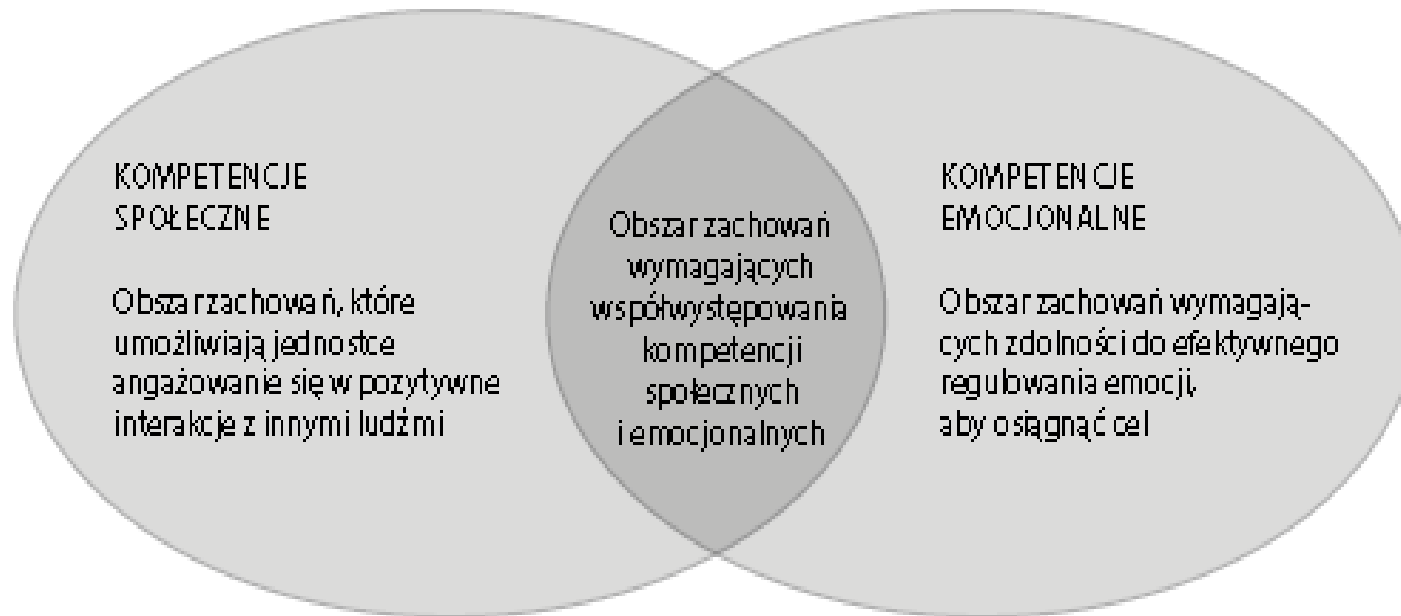 KOMPETENCJE
SPOŁECZNE
Obszar zachowań, które
umożliwiają jednostce
angażowanie się w pozytywne
interakcje z innymi ludźmi
Obszar zachowań
wymagających
współwystępowania
kompetencji
społecznych
i emocjonalnych
KOMPETENCJE
EMOCJONALNE
Obszar zachowań wymagają-
cych zdolności do efektywnego
regulowania emocji,
aby osiągnąć cel